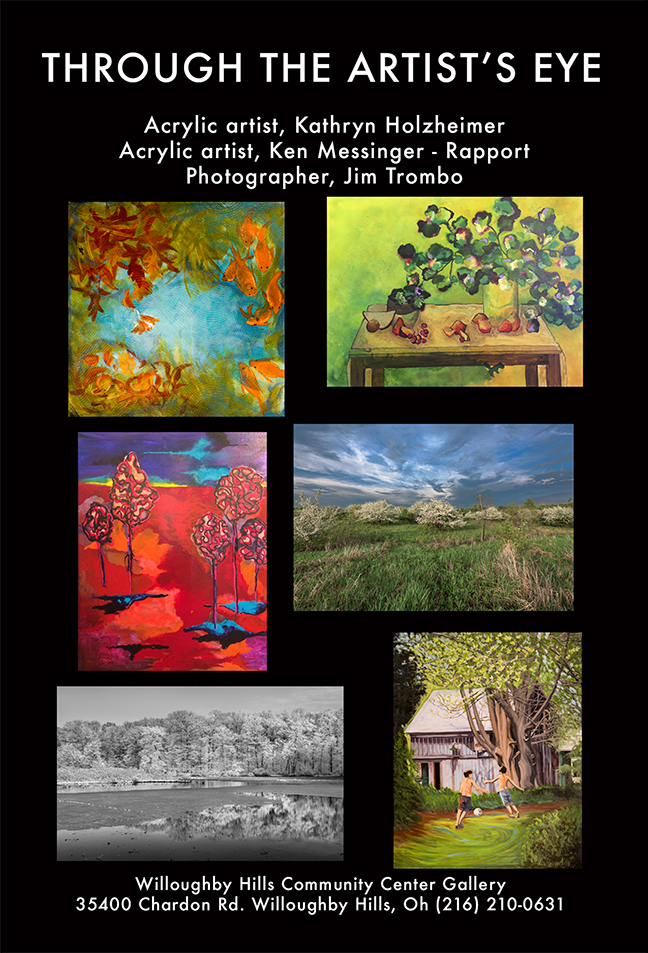 THROUGH THE ARTIST'S EYE
Acrylic artist, Kathryn Holzheimer
Acrylic artist, Ken Messinger - Rapport
Photographer, Jim Trombo
Willoughby Hills Community Center Gallery
35400 Chardon Rd. Willoughby Hills, Oh (216) 210-0631